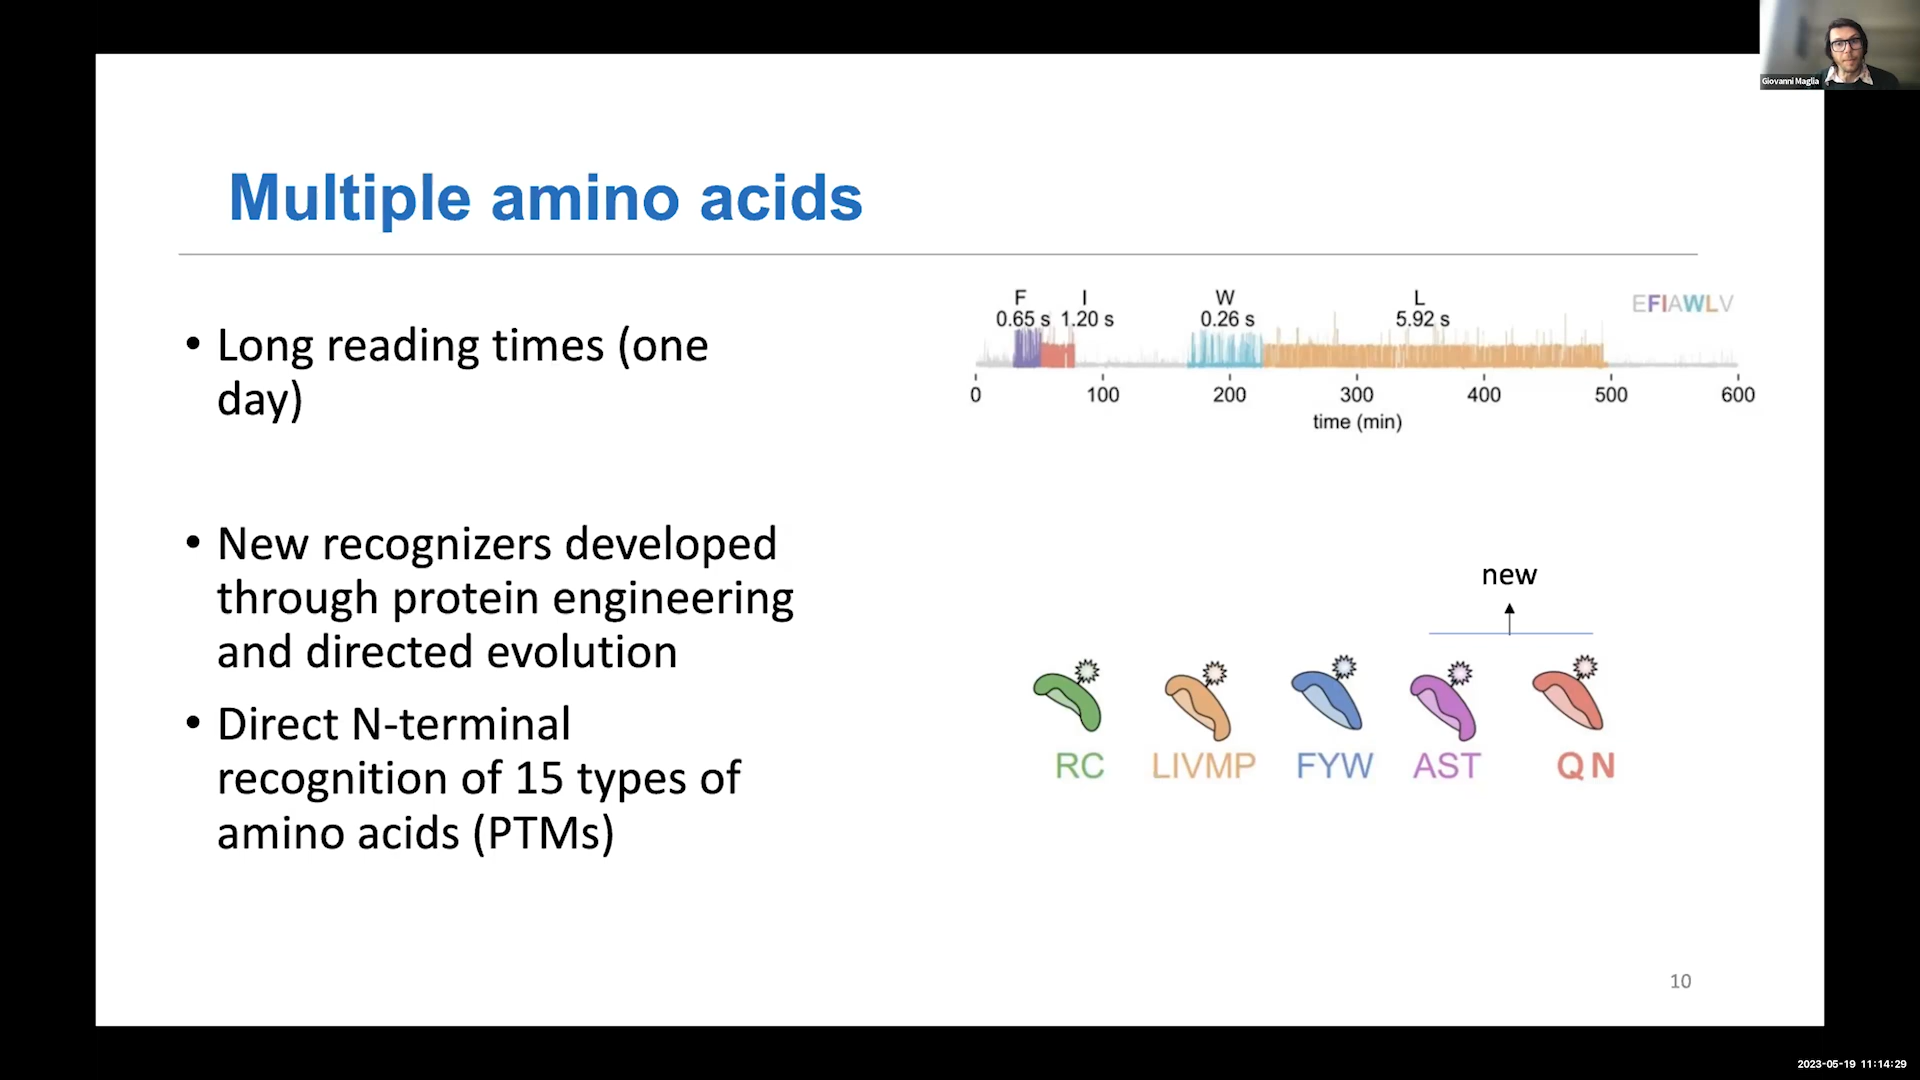 Giovanni Maglia
Multiple amino acids
• Long reading times (one
day)
• New recognizers developed
through protein engineering
and directed evolution
• Direct N-terminal
recognition of 15 types of
amino acids (PTMs)
F I W L
0.65 s 1.20 s 0.26 s 5.92 s
EFIAWLV
0 100 200 300 400 500 600
time (min)
new
RC LIVMP FYW AST QN
10
2023-05-19 11:14:29